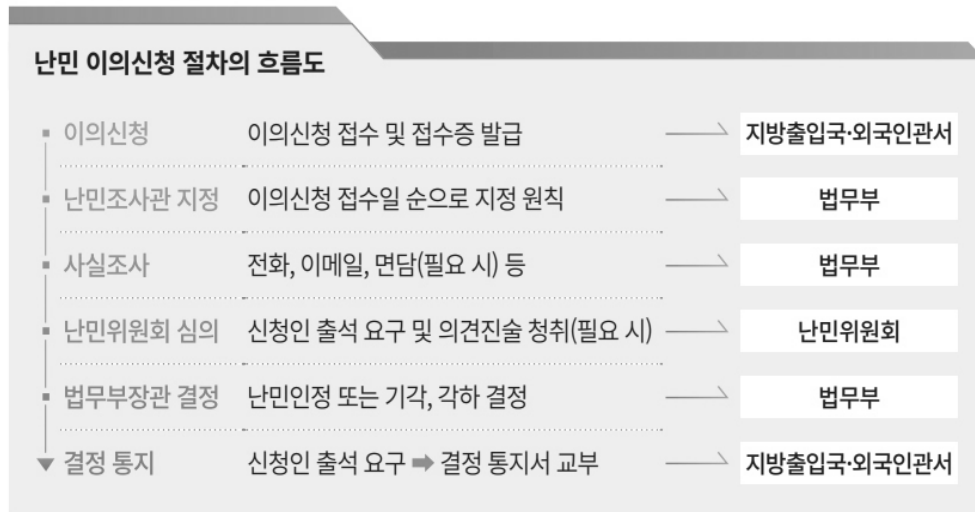 난민 이의신청 절차의 흐름도
이의신청 이의신청 접수 및 접수증 발급 지방출입국·외국인관서
난민조사관 지정 이의신청 접수일 순으로 지정 원칙 법무부
사실조사 전화, 이메일, 면담(필요 시) 등 법무부
난민위원회 심의 신청인 출석 요구 및 의견진술 청취(필요 시) 난민위원회
법무부장관 결정 난민인정 또는 기각, 각하 결정 법무부
결정 통지 신청인 출석 요구 ➡ 결정 통지서 교부 지방출입국·외국인관서